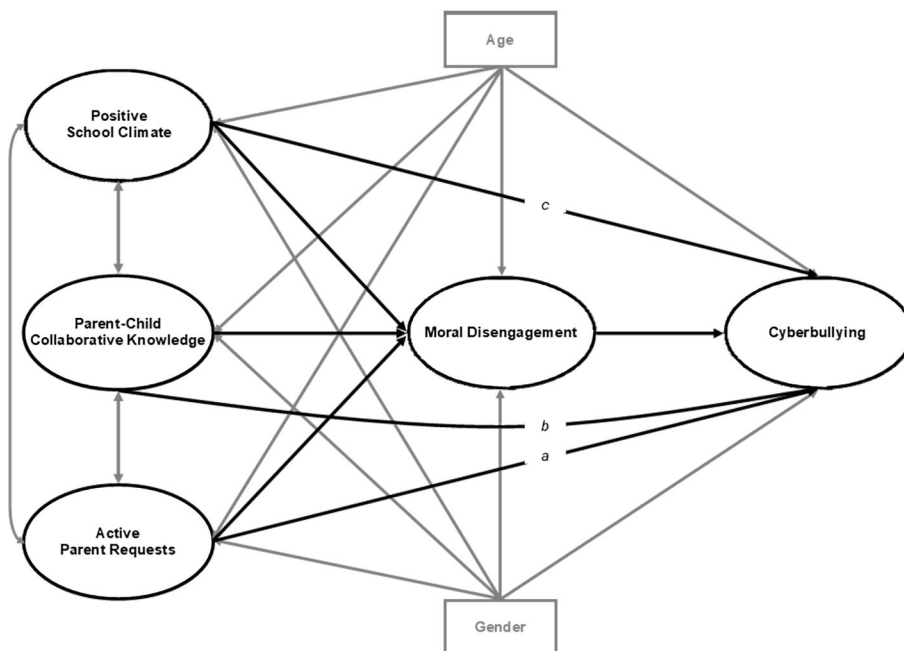 Age
Positive
School Climate
c
Parent-Child
Collaborative Knowledge
Moral Disengagement
Cyberbullying
b
a
Active
Parent Requests
Gender